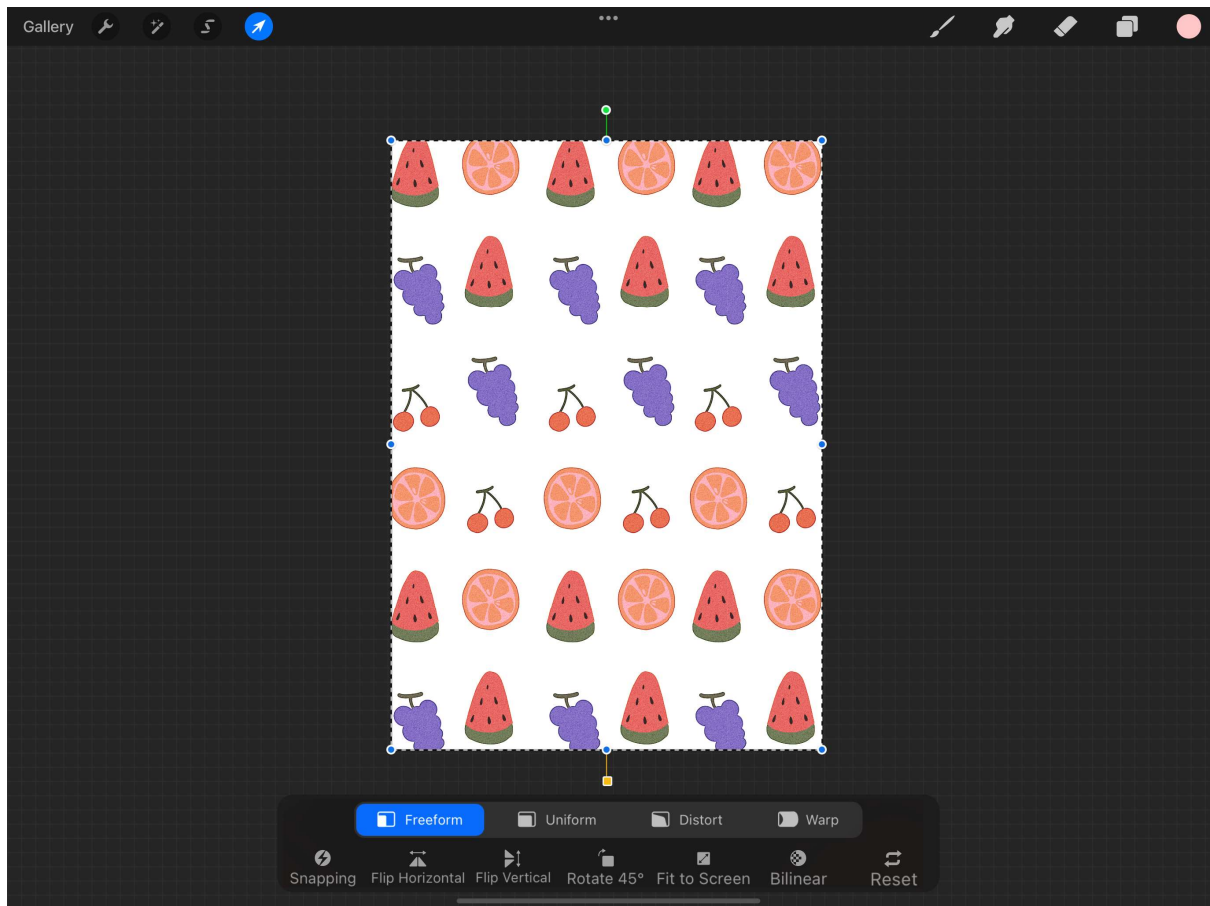 Gallery
Freeform Uniform Distort Warp
Snapping Flip Horizontal Flip Vertical Rotate 45° Fit to Screen Bilinear Reset